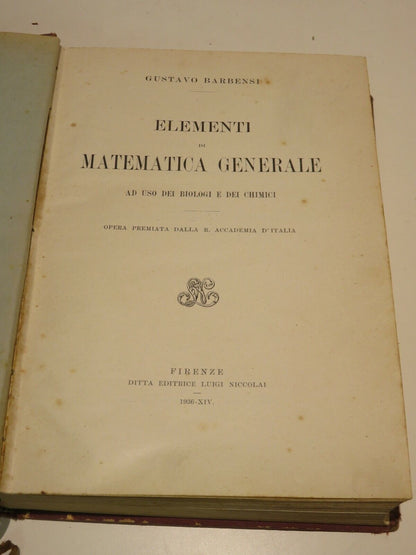 GUSTAVO BARBENSI
ELEMENTI
DI
MATEMATICA GENERALE
AD USO DEI BIOLOGI E DEI CHIMICI
OPERA PREMIATA DALLA R. ACCADEMIA D'ITALIA
FIRENZE
DITTA EDITRICE LUIGI NICCOLAI
1936-XIV.